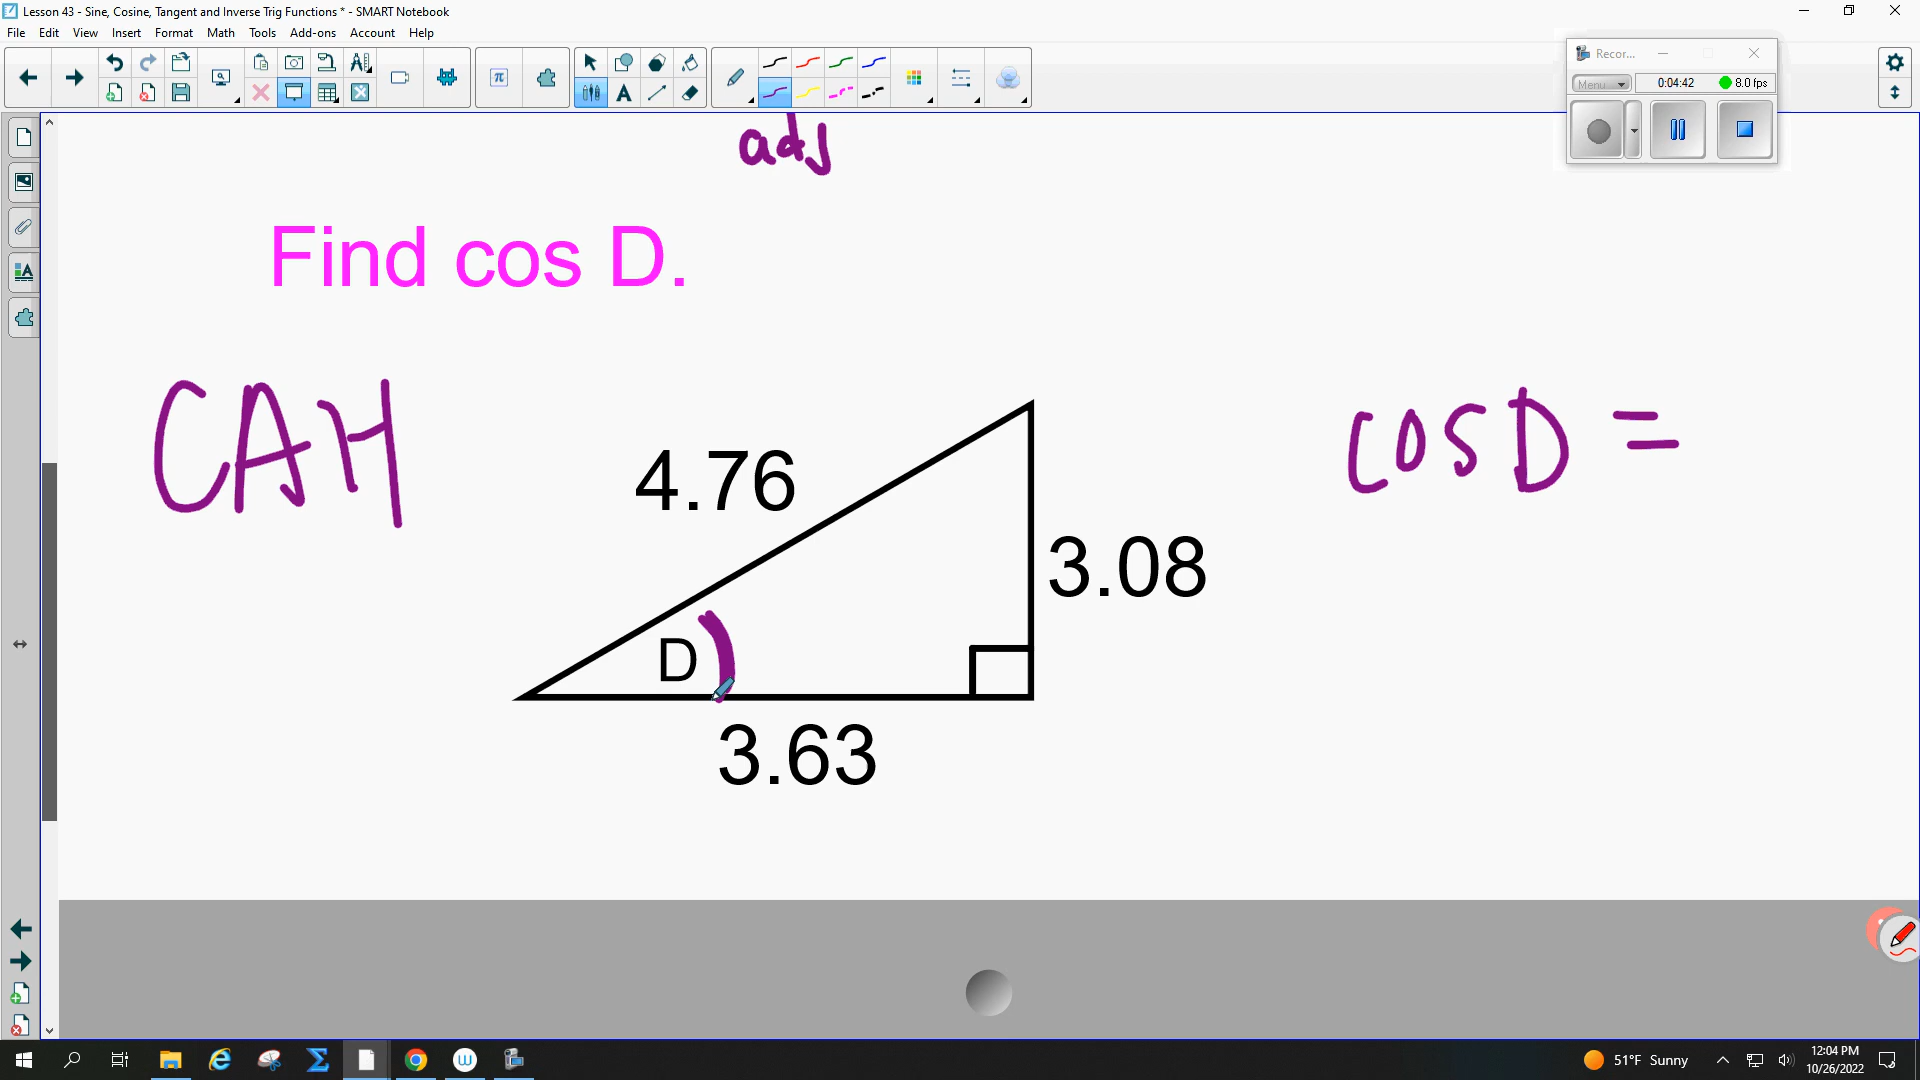 Lesson 43 - Sine, Cosine, Tangent and Inverse Trig Functions * - SMART Notebook
File Edit View Insert Format Math Tools Add-ons Account Help
Recor...
Menu 0:04:42 8.0 fps
adj
Find cos D.
CAH
cos D =
4.76
3.08
D
3.63
51°F Sunny
12:04 PM
10/26/2022